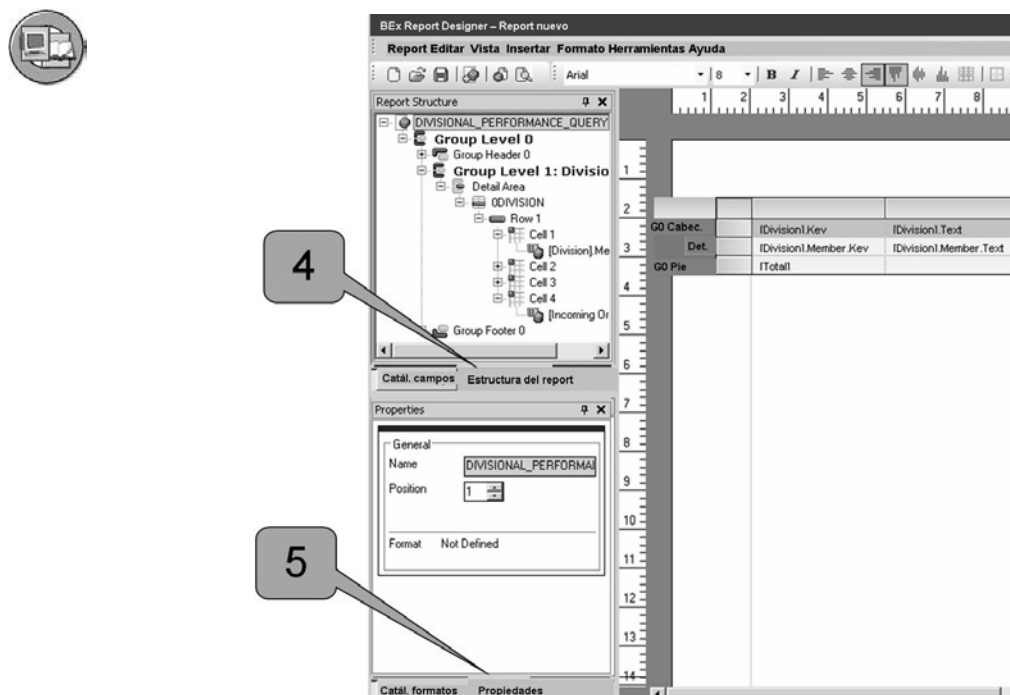 BEx Report Designer – Report nuevo
Report Editar Vista Insertar Formato Herramientas Ayuda
Arial 8 B I
Report Structure
1 2 3 4 5 6 7 8
DIVISIONAL_PERFORMANCE_QUERY
Group Level 0
Group Header 0
Group Level 1: Divisio
Detail Area
0DIVISION
Row 1
Cell 1
[Division].Me
Cell 2
Cell 3
Cell 4
[Incoming Or
Group Footer 0
4
Catál. campos Estructura del report
1
2
3
4
5
6
7
8
9
10
11
12
13
14
G0 Cabec. [Division].Key [Division].Text
Det. [Division].Member.Key [Division].Member.Text
G0 Pie [Total]
Properties
General
Name DIVISIONAL_PERFORMAI
Position 1
Format Not Defined
5
Catál. formatos Propiedades